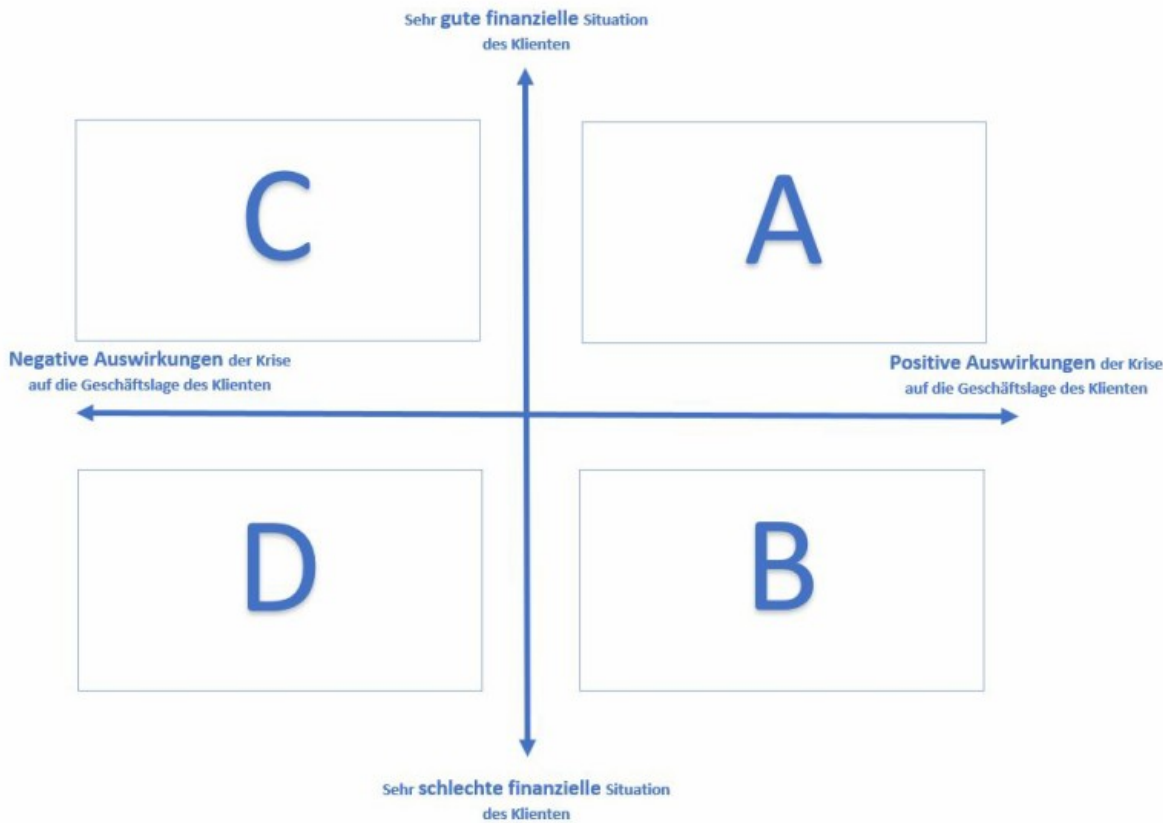 Sehr gute finanzielle Situation
des Klienten
C
A
Negative Auswirkungen der Krise
auf die Geschäftslage des Klienten
Positive Auswirkungen der Krise
auf die Geschäftslage des Klienten
D
B
Sehr schlechte finanzielle Situation
des Klienten